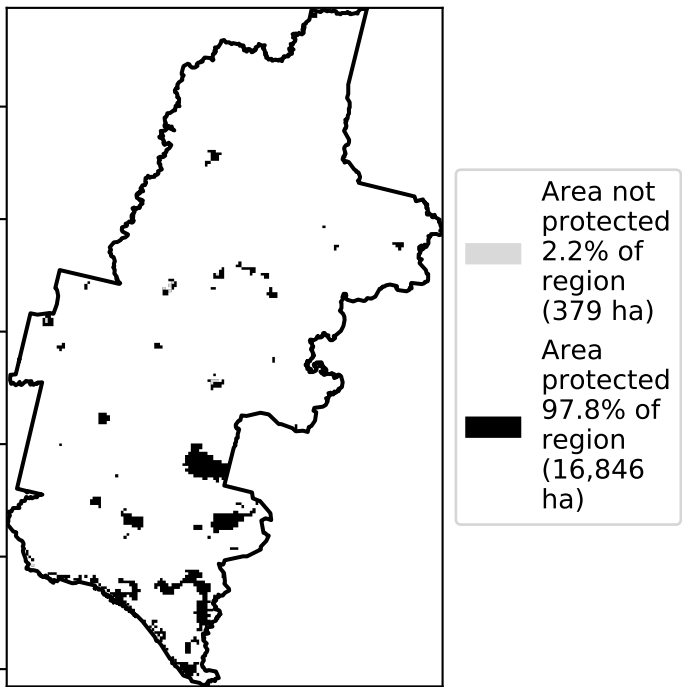 Area not
protected
2.2% of
region
(379 ha)
Area
protected
97.8% of
region
(16,846
ha)